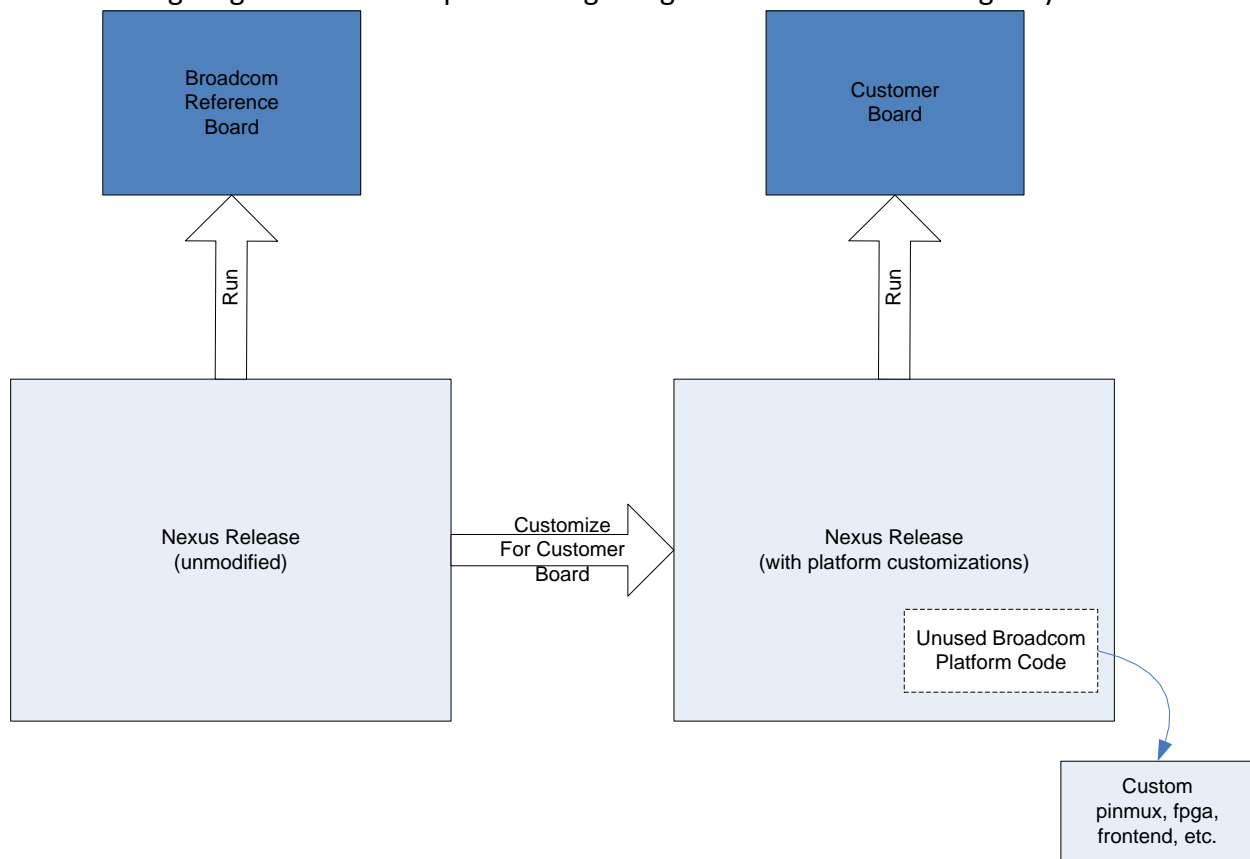 Broadcom
Reference
Board
Customer
Board
Run
Run
Nexus Release
(unmodified)
Customize
For Customer
Board
Nexus Release
(with platform customizations)
Unused Broadcom
Platform Code
Custom
pinmux, fpga,
frontend, etc.